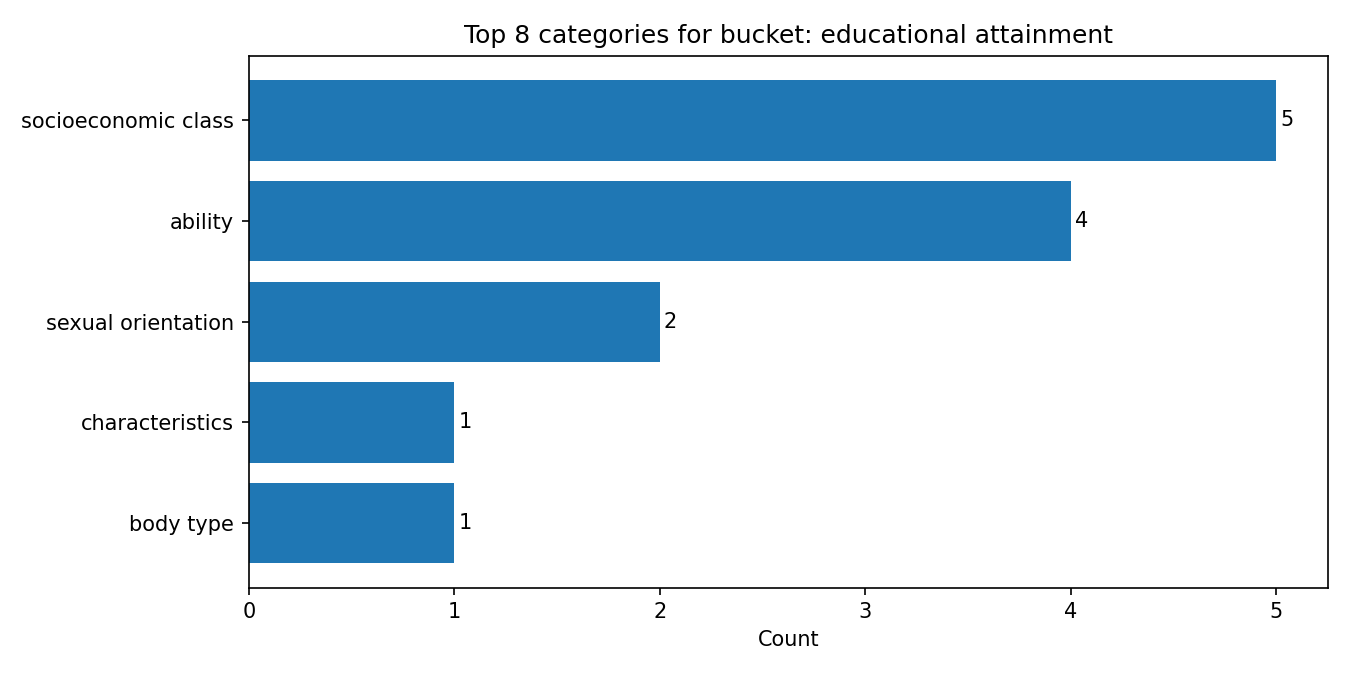 Top 8 categories for bucket: educational attainment
socioeconomic class 5
ability 4
sexual orientation 2
characteristics 1
body type 1
0 1 2 3 4 5
Count